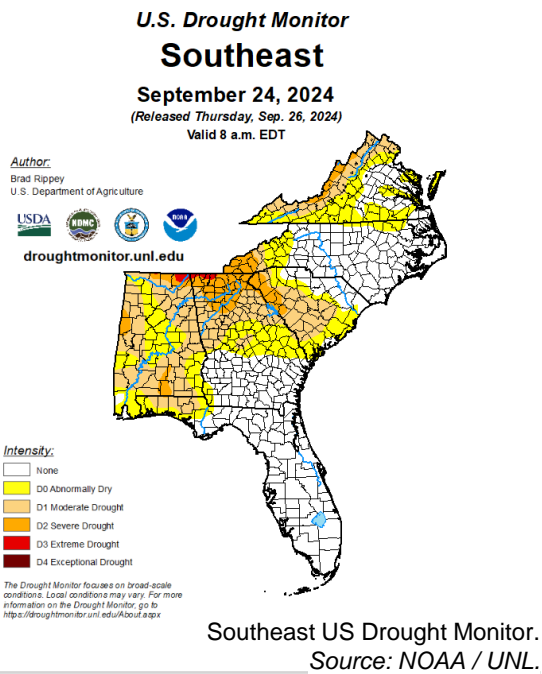 U.S. Drought Monitor
Southeast
September 24, 2024
(Released Thursday, Sep. 26, 2024)
Valid 8 a.m. EDT
Author:
Brad Rippey
U.S. Department of Agriculture
USDA
NDMC
NOAA
droughtmonitor.unl.edu
Intensity:
None
D0 Abnormally Dry
D1 Moderate Drought
D2 Severe Drought
D3 Extreme Drought
D4 Exceptional Drought
The Drought Monitor focuses on broad-scale
conditions. Local conditions may vary. For more
information on the Drought Monitor, go to
https://droughtmonitor.unl.edu/About.aspx
Southeast US Drought Monitor.
Source: NOAA / UNL.